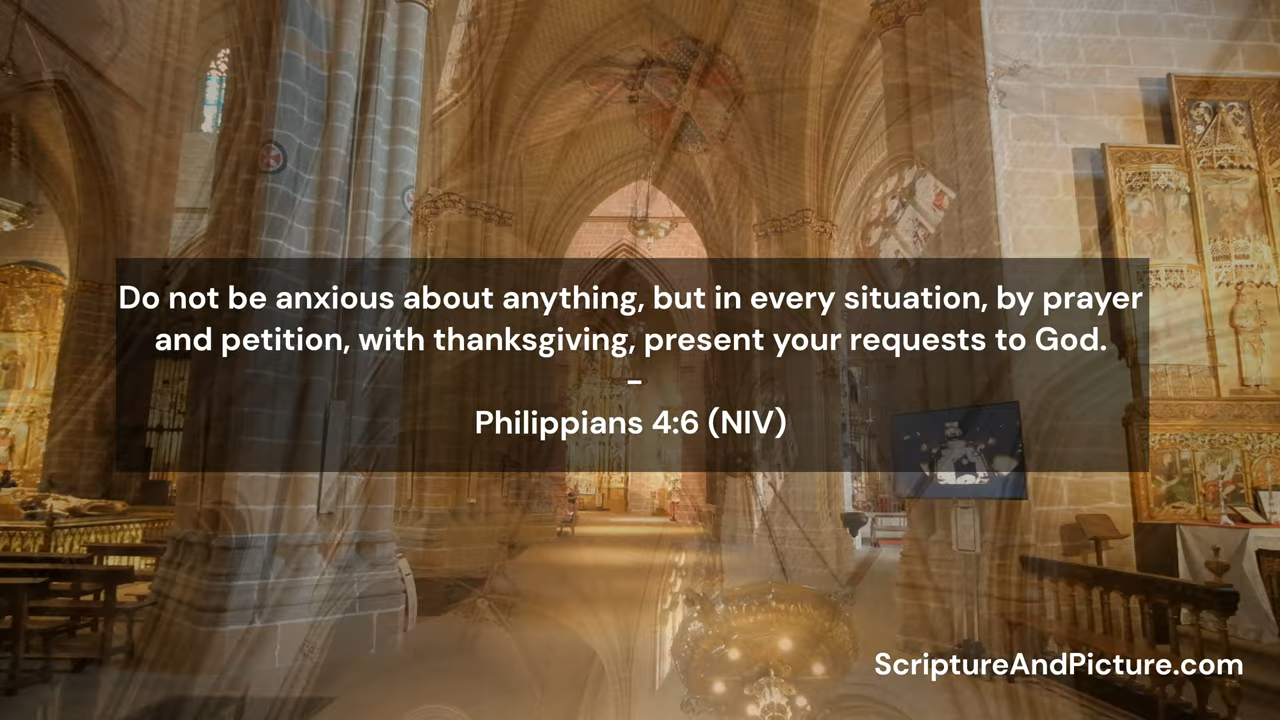 Do not be anxious about anything, but in every situation, by prayer
and petition, with thanksgiving, present your requests to God.
-
Philippians 4:6 (NIV)
ScriptureAndPicture.com